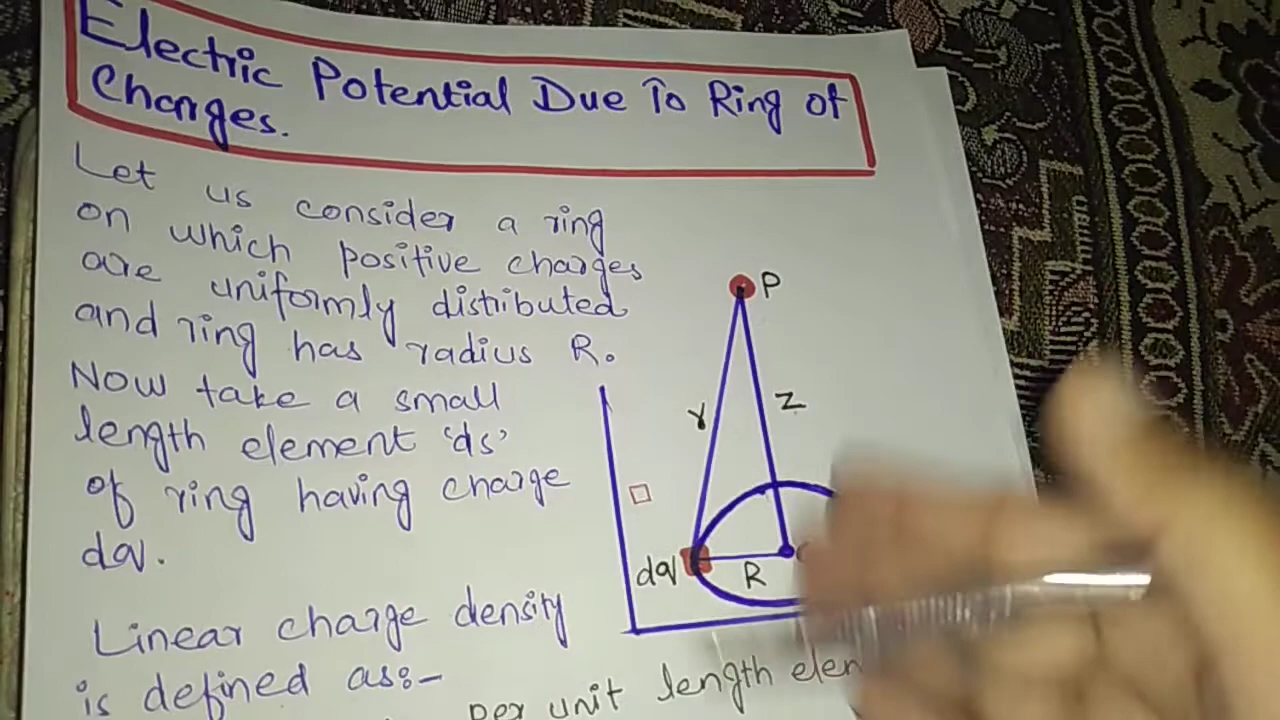 Electric Potential Due To Ring of
Charges.
Let us consider a ring
on which positive charges
are uniformly distributed
and ring has radius R.
Now take a small
length element 'ds'
of ring having charge
dq.
P
r
z
dq
R
Linear charge density
is defined as:-
per unit length